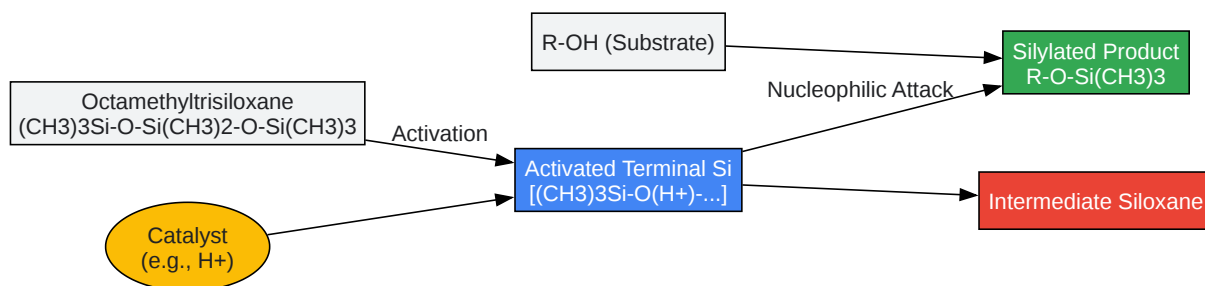 R-OH (Substrate)
Silylated Product
R-O-Si(CH3)3
Nucleophilic Attack
Octamethyltrisiloxane
(CH3)3Si-O-Si(CH3)2-O-Si(CH3)3
Activation
Activated Terminal Si
[(CH3)3Si-O(H+)-...]
Intermediate Siloxane
Catalyst
(e.g., H+)